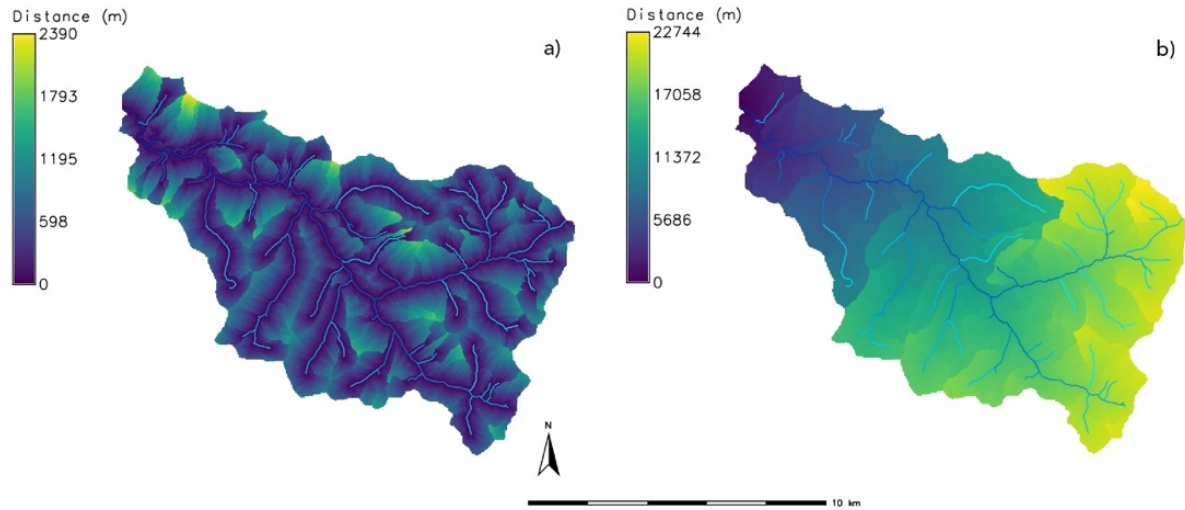 Distance (m)
2390
1793
1195
598
0
a)
Distance (m)
22744
17058
11372
5686
0
b)
N
10 km